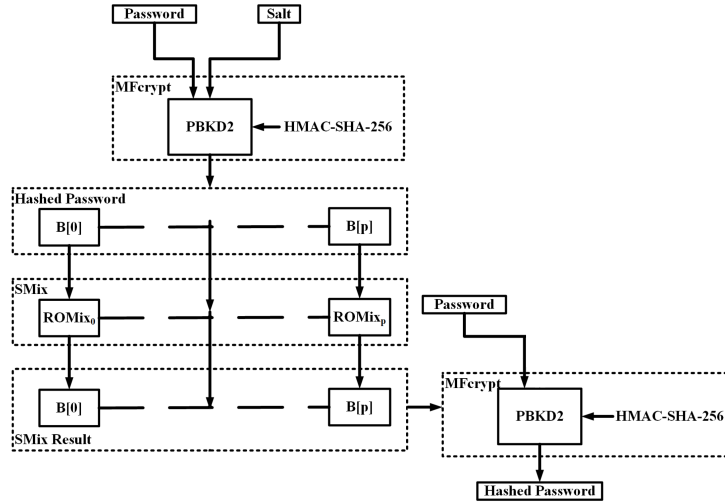 Password
Salt
MFcrypt
PBKD2
HMAC-SHA-256
Hashed Password
B[0]
B[p]
SMix
ROMix₀
ROMixₚ
Password
B[0]
B[p]
SMix Result
MFcrypt
PBKD2
HMAC-SHA-256
Hashed Password